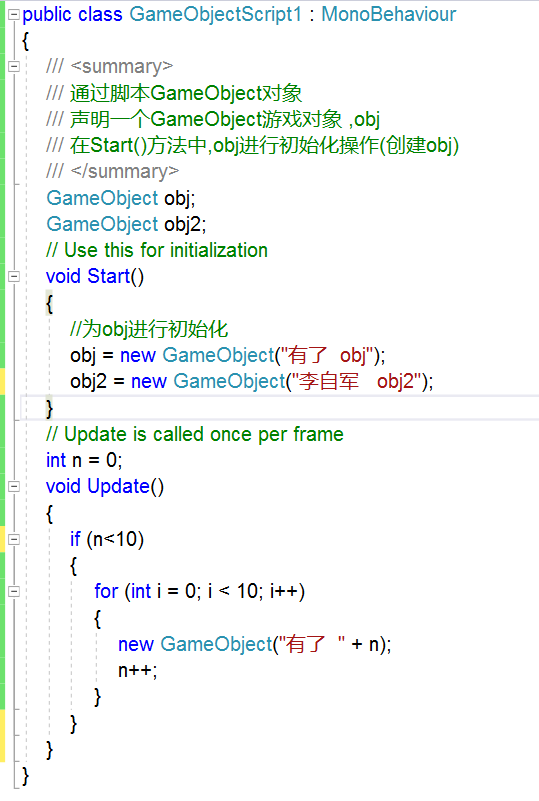 public class GameObjectScript1 : MonoBehaviour
{
/// <summary>
/// 通过脚本GameObject对象
/// 声明一个GameObject游戏对象 ,obj
/// 在Start()方法中,obj进行初始化操作(创建obj)
/// </summary>
GameObject obj;
GameObject obj2;
// Use this for initialization
void Start()
{
//为obj进行初始化
obj = new GameObject("有了  obj");
obj2 = new GameObject("李自军   obj2");
}
// Update is called once per frame
int n = 0;
void Update()
{
if (n<10)
{
for (int i = 0; i < 10; i++)
{
new GameObject("有了  " + n);
n++;
}
}
}
}